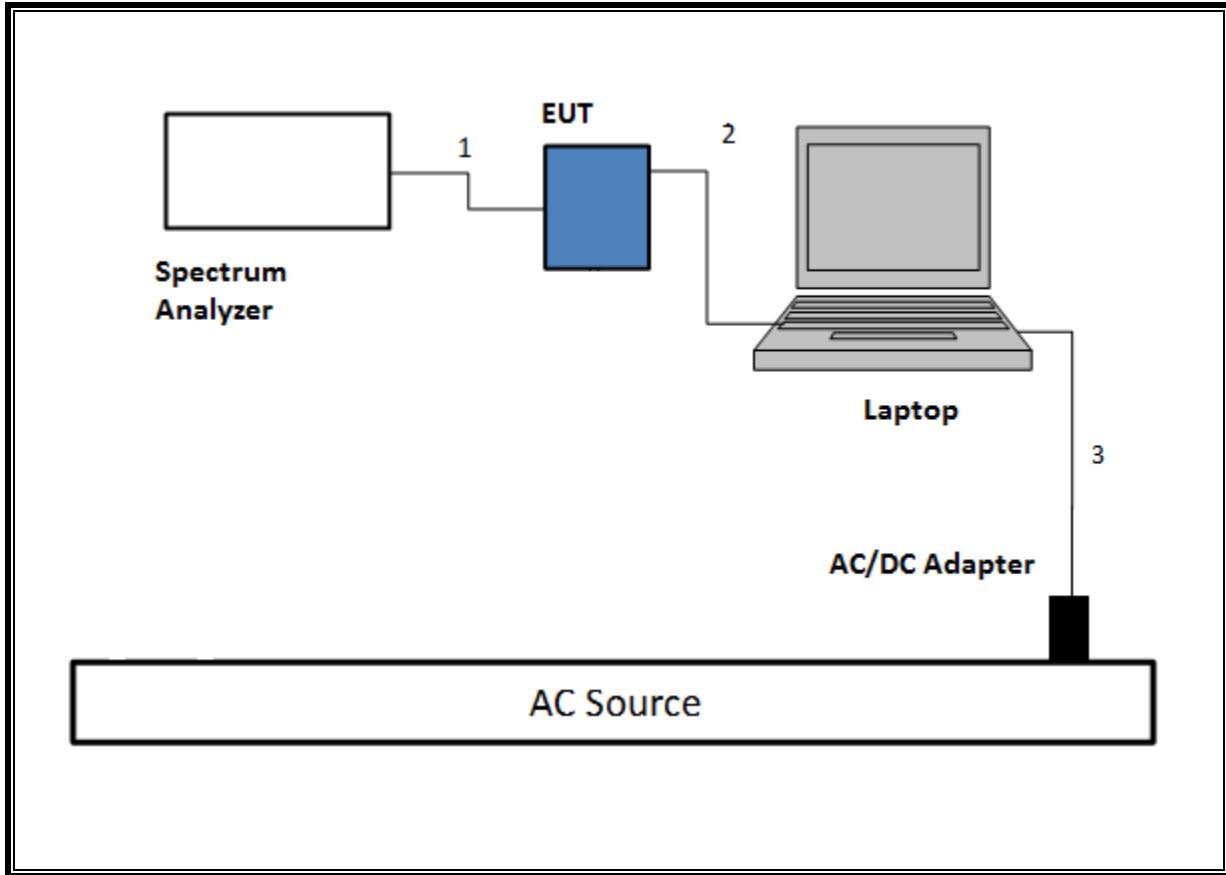 EUT
1
2
Spectrum
Analyzer
Laptop
3
AC/DC Adapter
AC Source